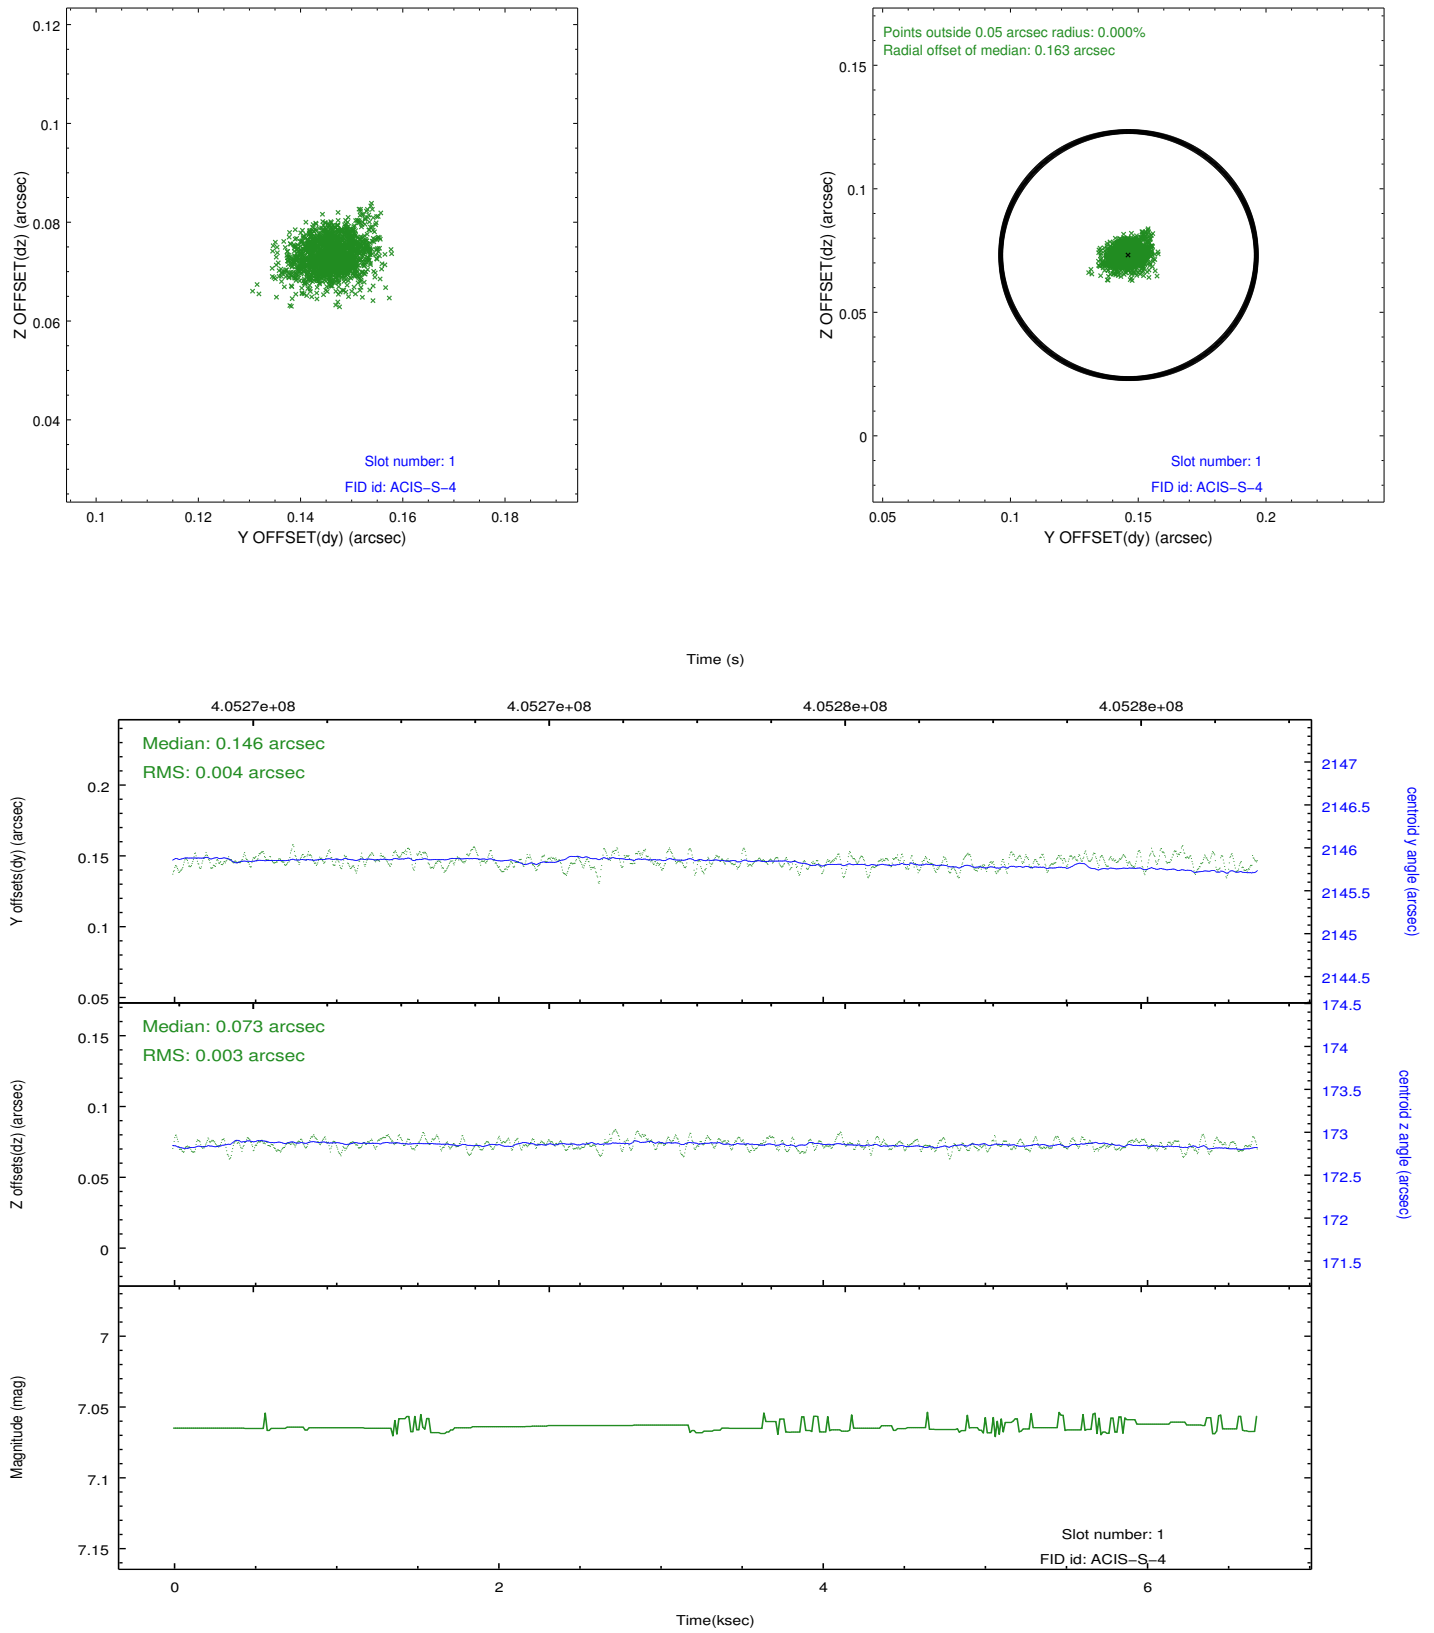 0.12
0.1
0.08
0.06
0.04
Z OFFSET(dz) (arcsec)
Slot number: 1
FID id: ACIS−S−4
0.1 0.12 0.14 0.16 0.18
Y OFFSET(dy) (arcsec)
Points outside 0.05 arcsec radius: 0.000%
Radial offset of median: 0.163 arcsec
0.15
0.1
0.05
0
Z OFFSET(dz) (arcsec)
Slot number: 1
FID id: ACIS−S−4
0.05 0.1 0.15 0.2
Y OFFSET(dy) (arcsec)
Time (s)
4.0527e+08 4.0527e+08 4.0528e+08 4.0528e+08
Median: 0.146 arcsec
RMS: 0.004 arcsec
0.2
0.15
0.1
0.05
Y offsets(dy) (arcsec)
2147
2146.5
2146
2145.5
2145
2144.5
centroid y angle (arcsec)
Median: 0.073 arcsec
RMS: 0.003 arcsec
0.15
0.1
0.05
0
Z offsets(dz) (arcsec)
174.5
174
173.5
173
172.5
172
171.5
centroid z angle (arcsec)
7
7.05
7.1
7.15
Magnitude (mag)
Slot number: 1
FID id: ACIS−S−4
0 2 4 6
Time(ksec)